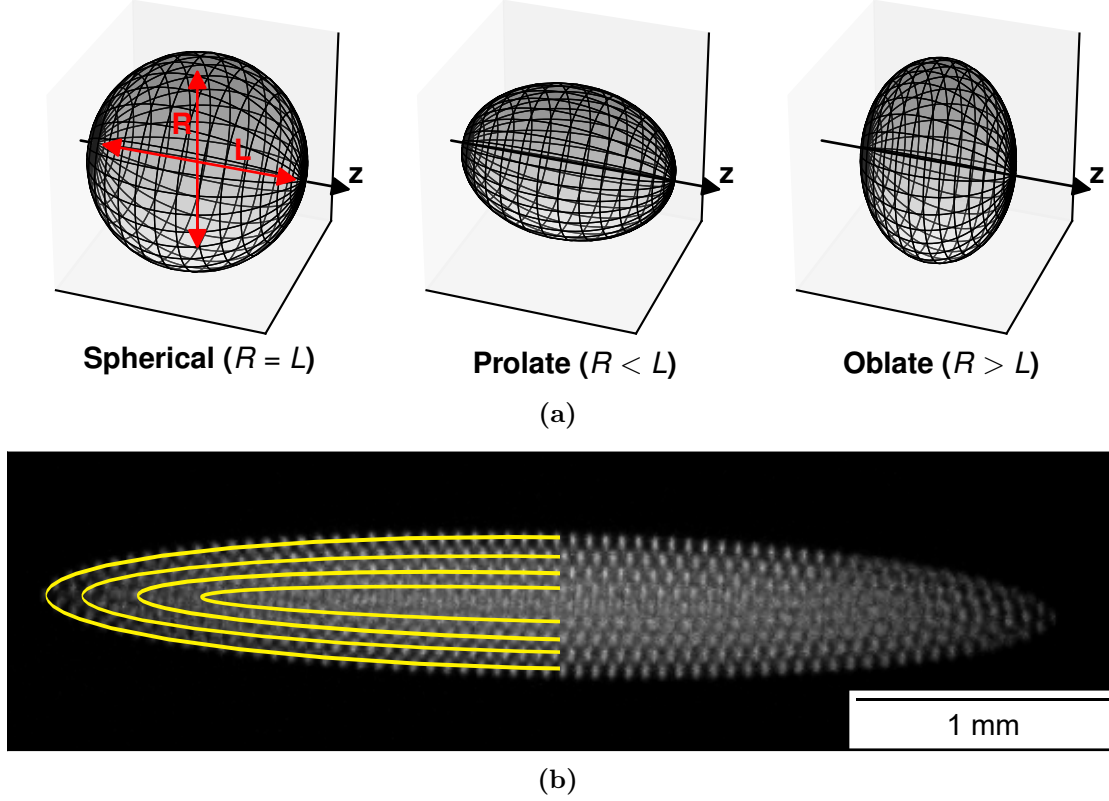 R
L
z
z
z
Spherical (R = L)
Prolate (R < L)
Oblate (R > L)
(a)
1 mm
(b)